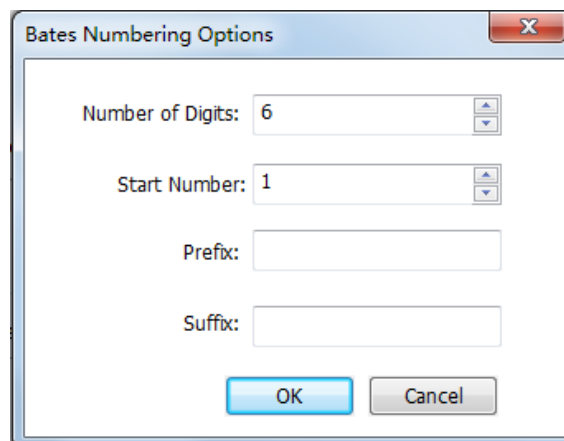 Bates Numbering Options
Number of Digits: 6
Start Number: 1
Prefix:
Suffix:
OK Cancel